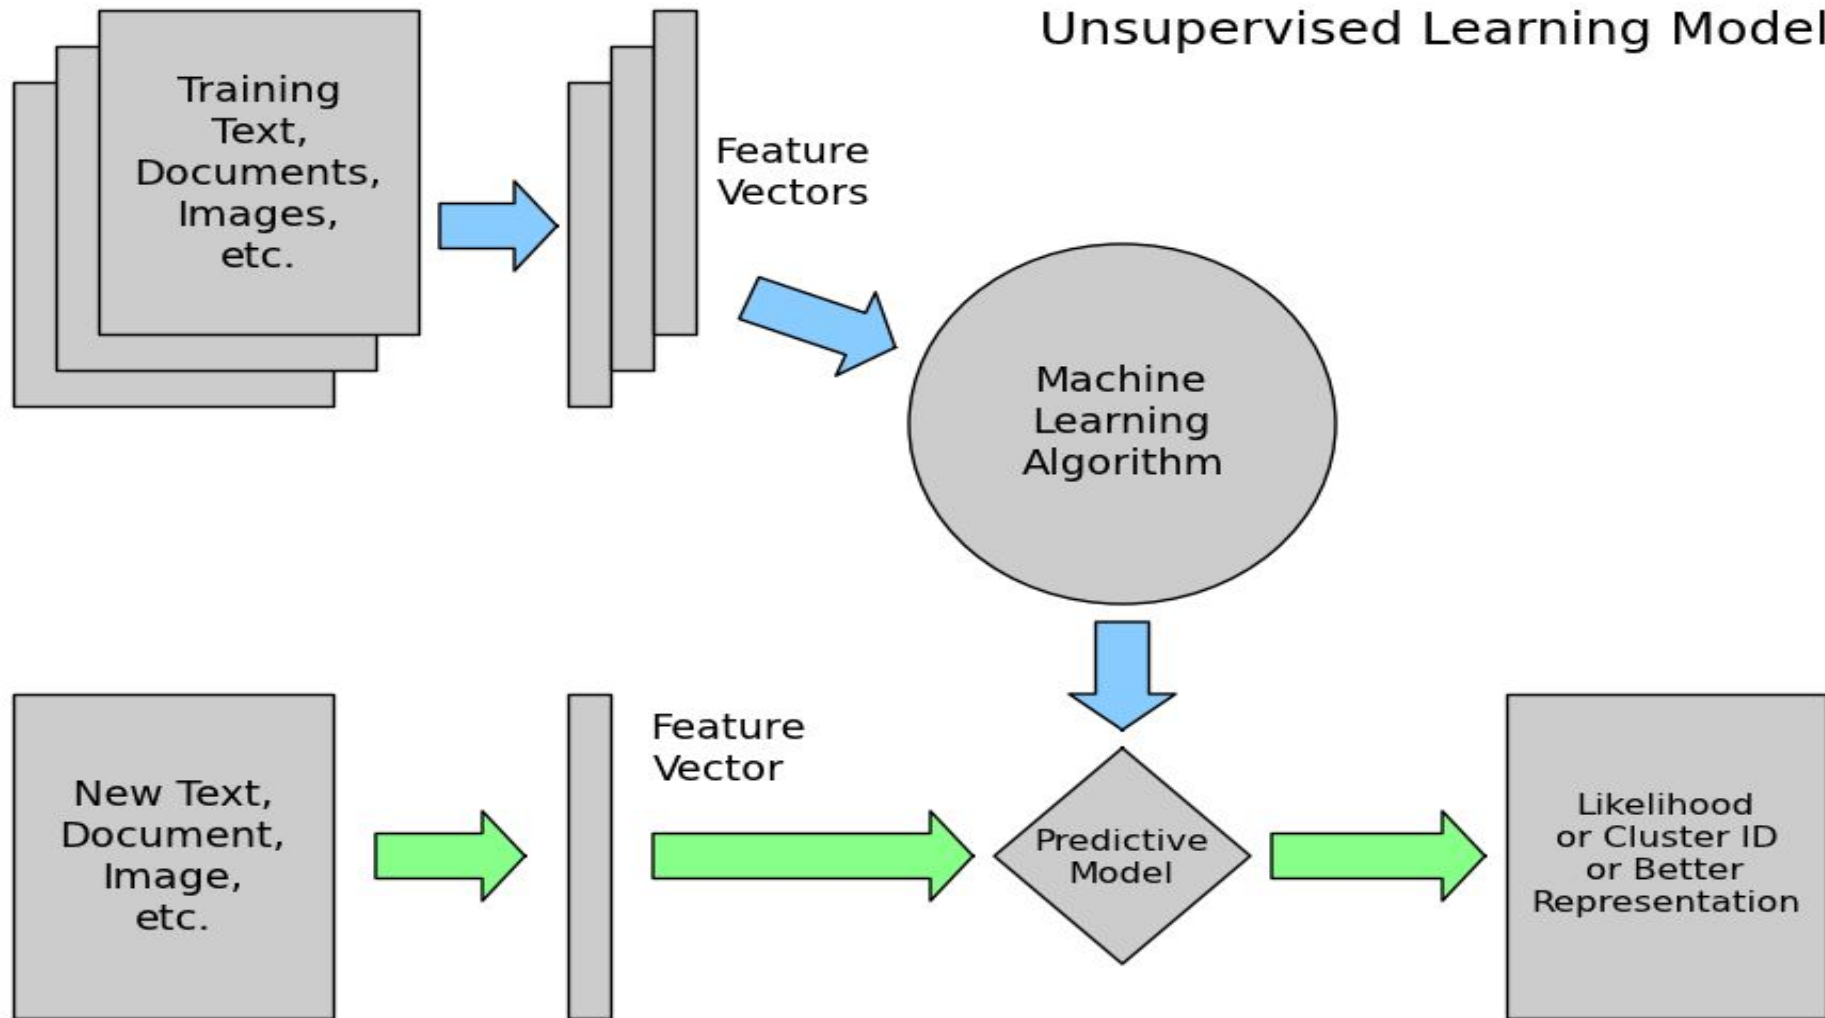 Unsupervised Learning Model
Training
Text,
Documents,
Images,
etc.
Feature
Vectors
Machine
Learning
Algorithm
New Text,
Document,
Image,
etc.
Feature
Vector
Predictive
Model
Likelihood
or Cluster ID
or Better
Representation